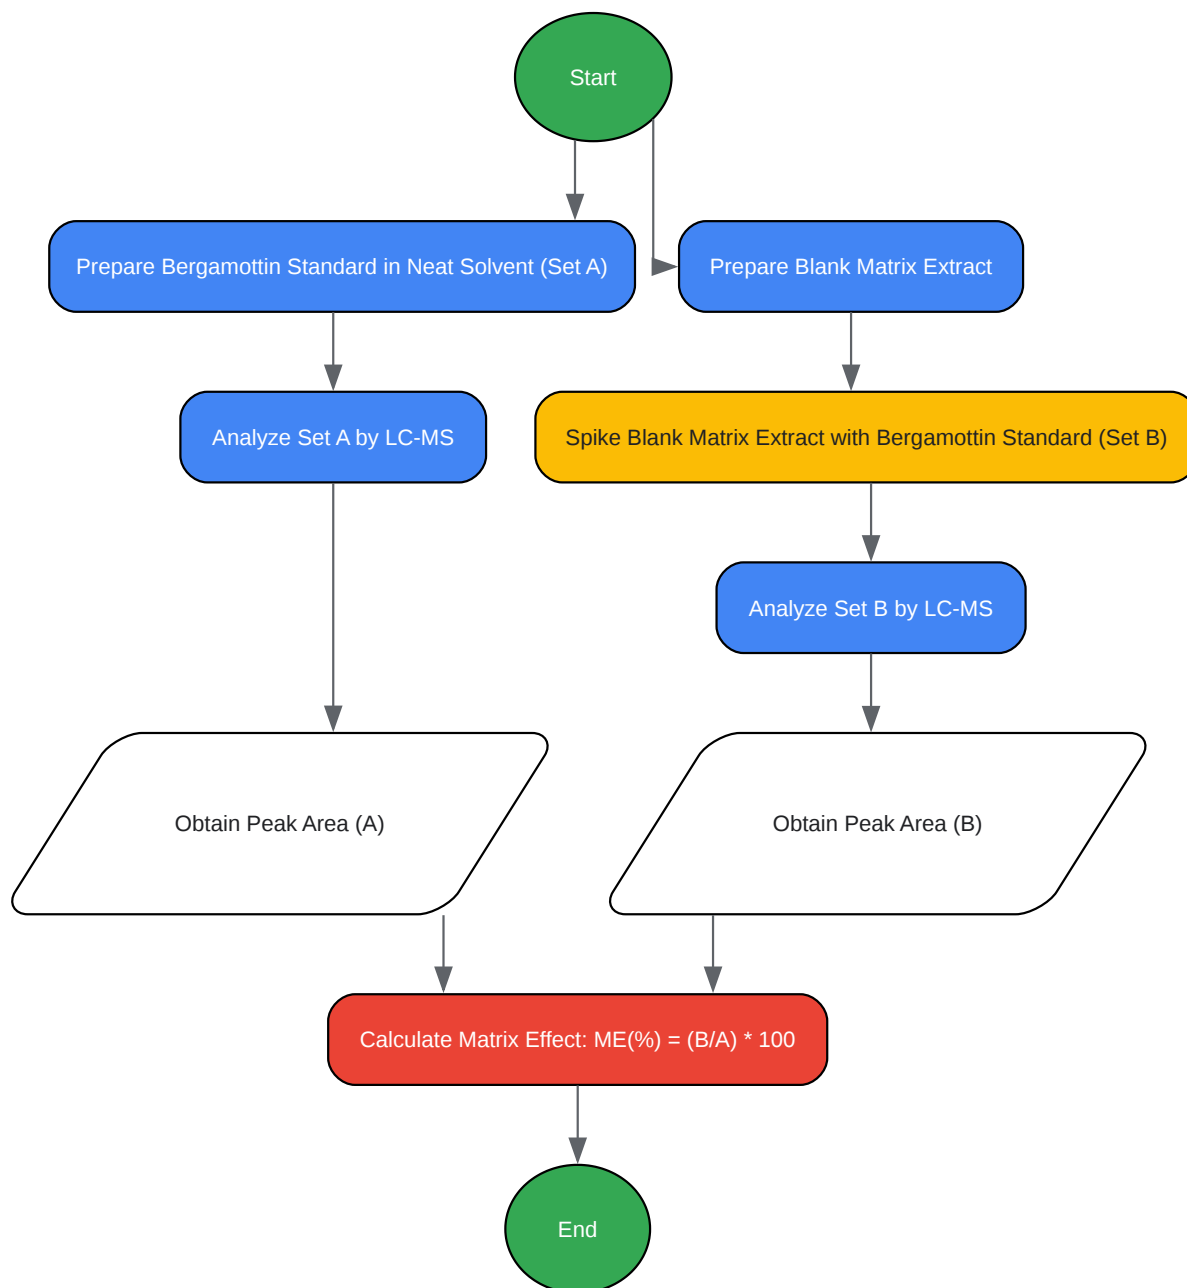 Start
Prepare Bergamottin Standard in Neat Solvent (Set A)
Prepare Blank Matrix Extract
Analyze Set A by LC-MS
Spike Blank Matrix Extract with Bergamottin Standard (Set B)
Analyze Set B by LC-MS
Obtain Peak Area (A)
Obtain Peak Area (B)
Calculate Matrix Effect: ME(%) = (B/A) * 100
End